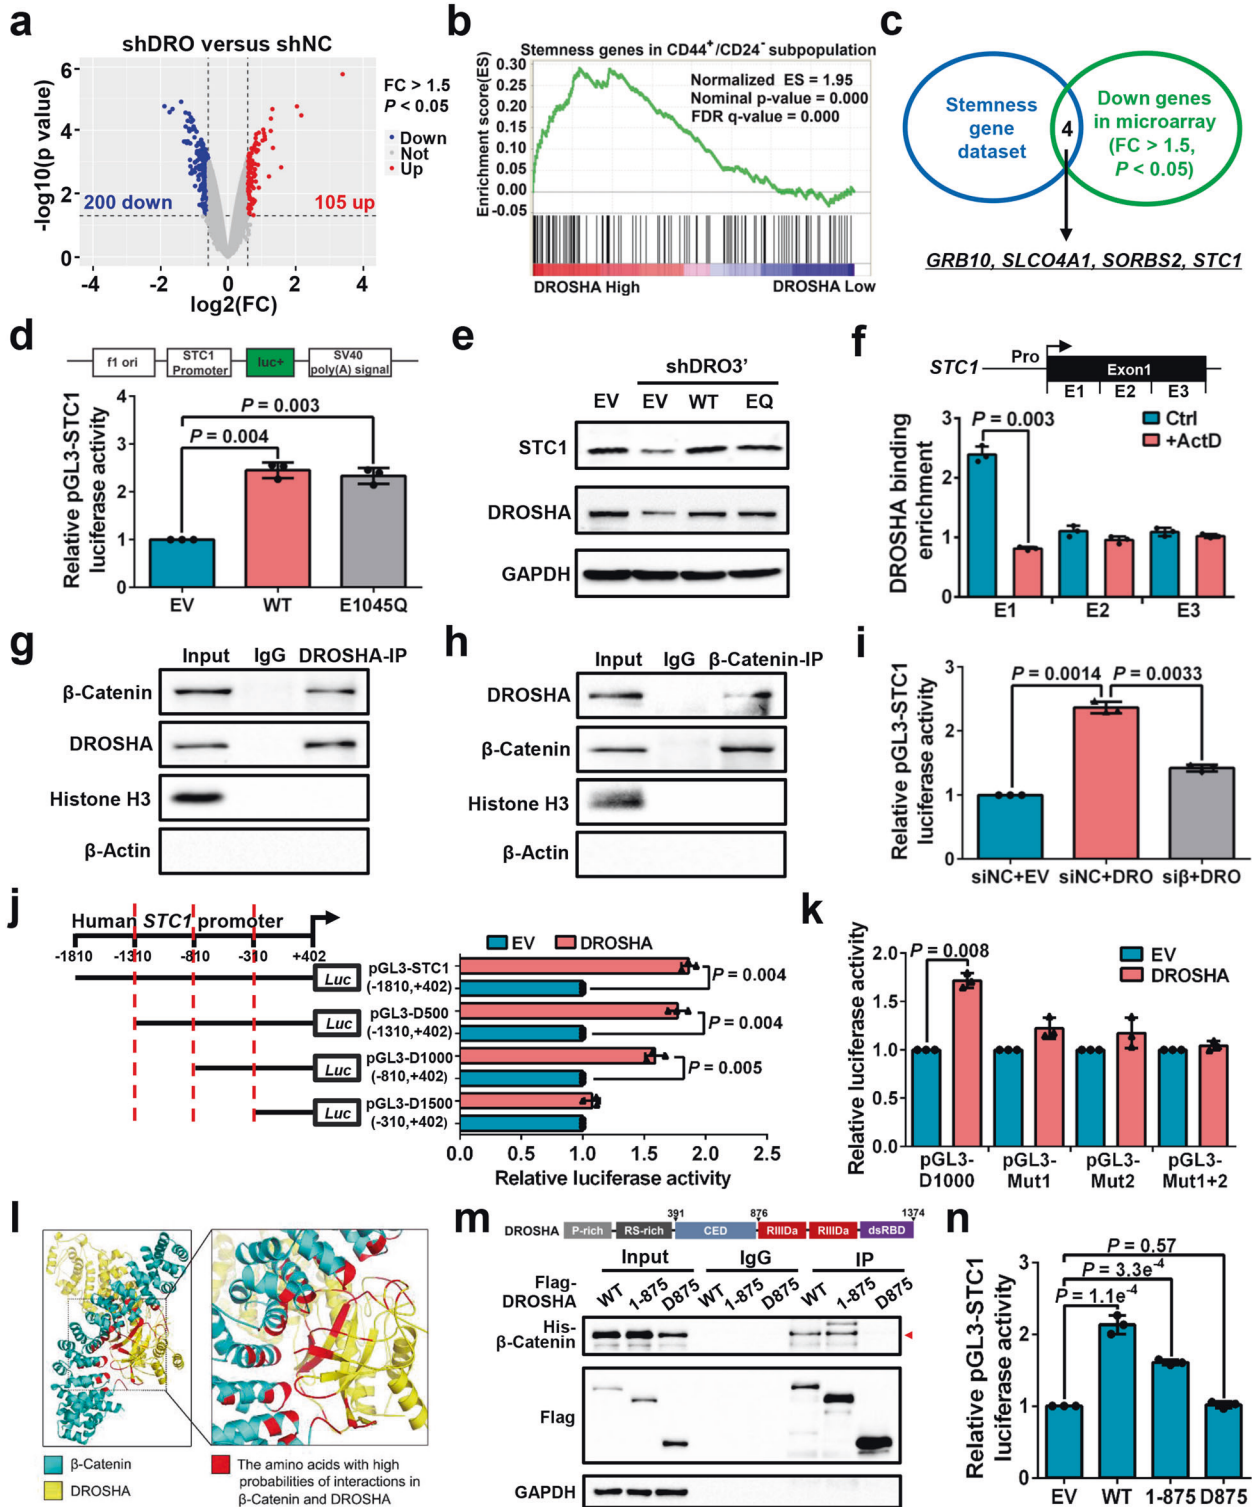 a
shDRO versus shNC
6
4
2
0
-4
-2
0
2
4
-log10(p value)
log2(FC)
FC > 1.5
P < 0.05
Down
Not
Up
200 down
105 up
b
Stemness genes in CD44+/CD24- subpopulation
Enrichment score(ES)
0.30
0.25
0.20
0.15
0.10
0.00
-0.05
Normalized ES = 1.95
Nominal p-value = 0.000
FDR q-value = 0.000
DROSHA High
DROSHA Low
c
Stemness
gene
dataset
4
Down genes
in microarray
(FC > 1.5,
P < 0.05)
GRB10, SLCO4A1, SORBS2, STC1
d
f1 ori
STC1
Promoter
luc+
SV40
poly(A) signal
Relative pGL3-STC1
luciferase activity
4
3
2
1
0
P = 0.003
P = 0.004
EV
WT
E1045Q
e
shDRO3'
EV
EV
WT
EQ
STC1
DROSHA
GAPDH
f
STC1
Pro
Exon1
E1
E2
E3
DROSHA binding
enrichment
3
2
1
0
P = 0.003
Ctrl
+ActD
E1
E2
E3
g
Input
IgG
DROSHA-IP
β-Catenin
DROSHA
Histone H3
β-Actin
h
Input
IgG
β-Catenin-IP
DROSHA
β-Catenin
Histone H3
β-Actin
i
Relative pGL3-STC1
luciferase activity
3
2
1
0
P = 0.0014
P = 0.0033
siNC+EV
siNC+DRO
siβ+DRO
j
Human STC1 promoter
-1810
-1310
-810
-310
+402
Luc
Luc
Luc
Luc
EV
DROSHA
pGL3-STC1
(-1810,+402)
pGL3-D500
(-1310,+402)
pGL3-D1000
(-810,+402)
pGL3-D1500
(-310,+402)
P = 0.004
P = 0.004
P = 0.005
0.0
0.5
1.0
1.5
2.0
2.5
Relative luciferase activity
k
Relative luciferase activity
2.0
1.5
1.0
0.5
0.0
P = 0.008
EV
DROSHA
pGL3-
D1000
pGL3-
Mut1
pGL3-
Mut2
pGL3-
Mut1+2
l
β-Catenin
DROSHA
The amino acids with high
probabilities of interactions in
β-Catenin and DROSHA
m
391
876
1374
DROSHA
P-rich
RS-rich
CED
RIIIDa
RIIIDa
dsRBD
Input
IgG
IP
Flag-
DROSHA
WT
1-875
D875
WT
1-875
D875
WT
1-875
D875
His-
β-Catenin
Flag
GAPDH
n
Relative pGL3-STC1
luciferase activity
3
2
1
0
P = 0.57
P = 3.3e-4
P = 1.1e-4
EV
WT
1-875
D875